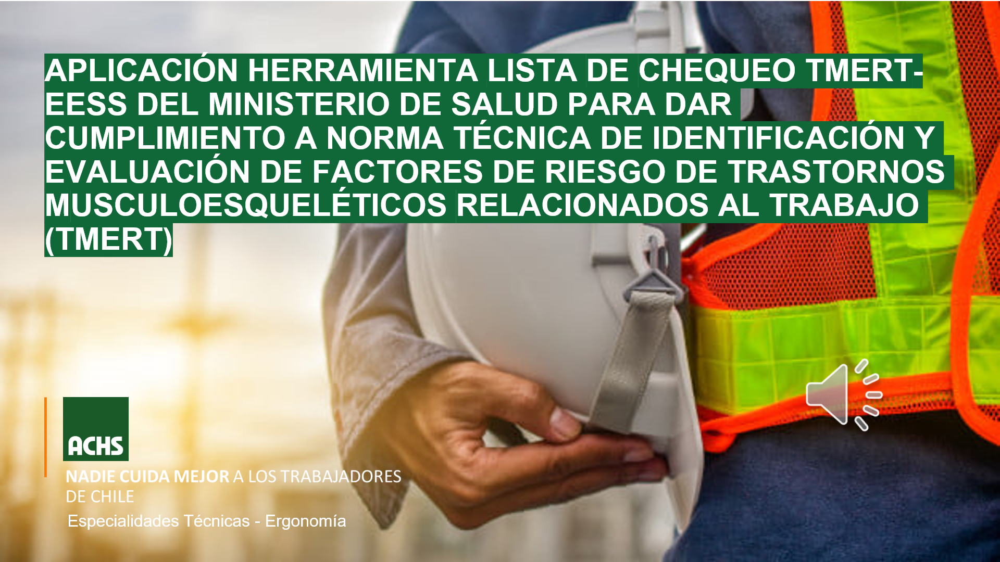 APLICACIÓN HERRAMIENTA LISTA DE CHEQUEO TMERT-
EESS DEL MINISTERIO DE SALUD PARA DAR
CUMPLIMIENTO A NORMA TÉCNICA DE IDENTIFICACIÓN Y
EVALUACIÓN DE FACTORES DE RIESGO DE TRASTORNOS
MUSCULOESQUELÉTICOS RELACIONADOS AL TRABAJO
(TMERT)
ACHS
NADIE CUIDA MEJOR A LOS TRABAJADORES
DE CHILE
Especialidades Técnicas - Ergonomía